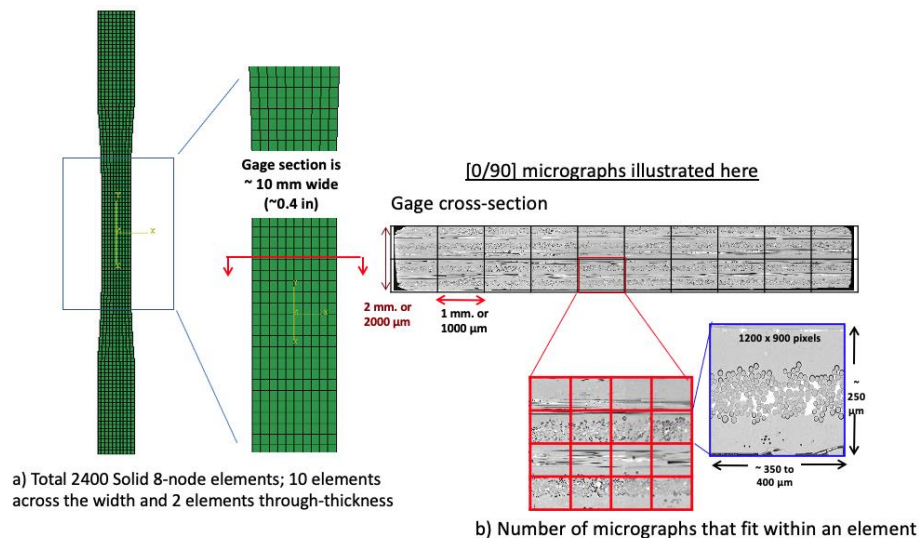 Gage section is
~ 10 mm wide
(~0.4 in)
[0/90] micrographs illustrated here
Gage cross-section
2 mm. or
2000 µm
1 mm. or
1000 µm
1200 x 900 pixels
~
250
µm
~ 350 to
400 µm
a) Total 2400 Solid 8-node elements; 10 elements
across the width and 2 elements through-thickness
b) Number of micrographs that fit within an element